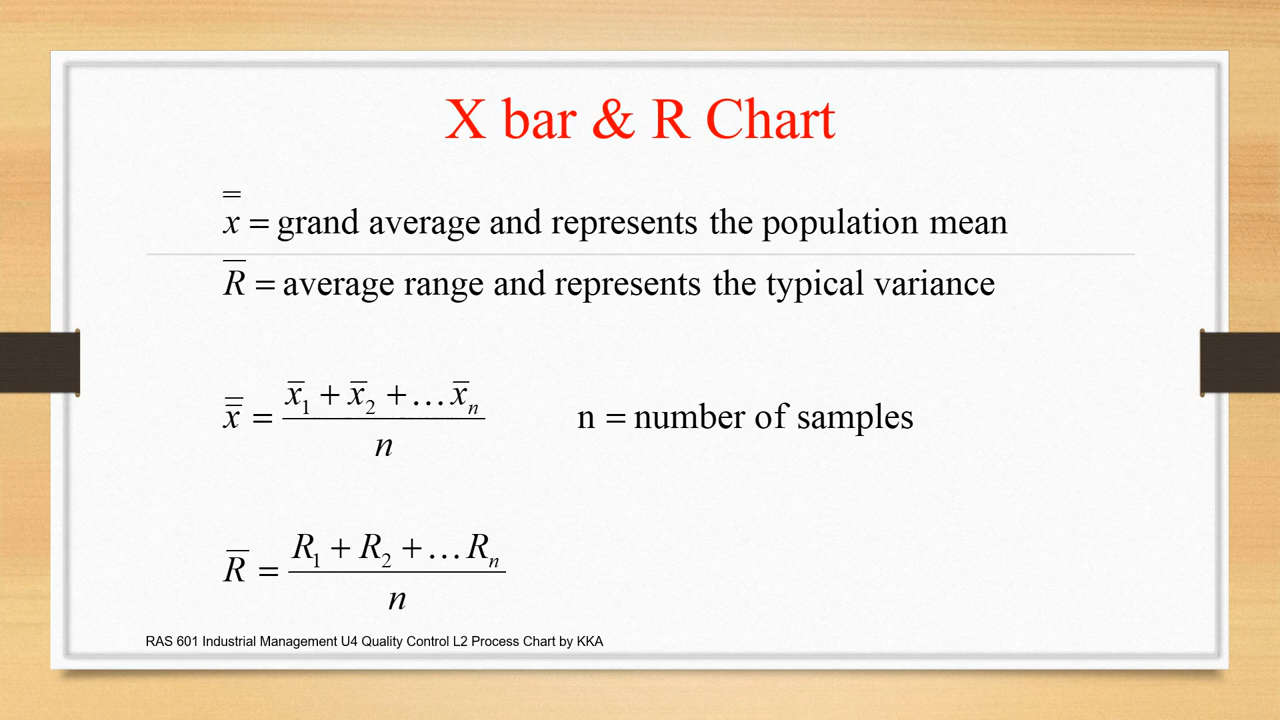 X bar & R Chart
x̿ = grand average and represents the population mean
R̅ = average range and represents the typical variance
x̿ = (x̅₁ + x̅₂ + … x̅ₙ) / n    n = number of samples
R̅ = (R₁ + R₂ + … Rₙ) / n
RAS 601 Industrial Management U4 Quality Control L2 Process Chart by KKA